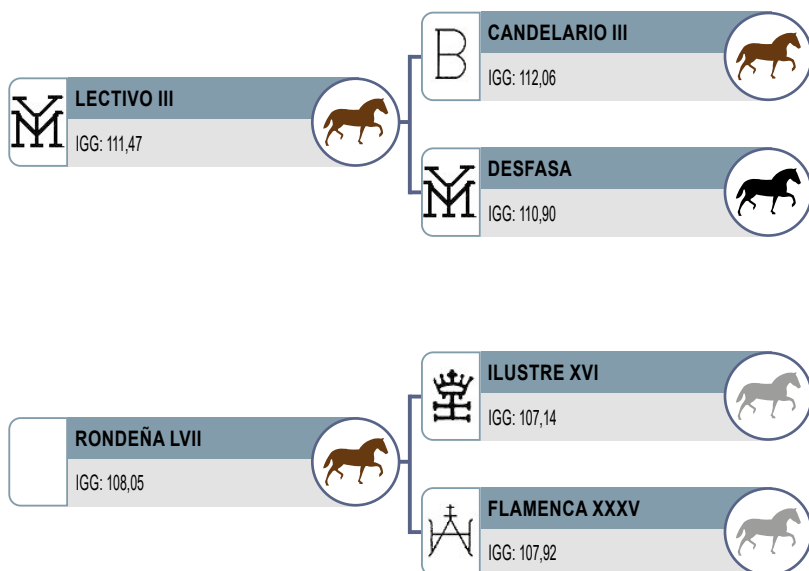 CANDELARIO III
IGG: 112,06
LECTIVO III
IGG: 111,47
DESFASA
IGG: 110,90
ILUSTRE XVI
IGG: 107,14
RONDEÑA LVII
IGG: 108,05
FLAMENCA XXXV
IGG: 107,92